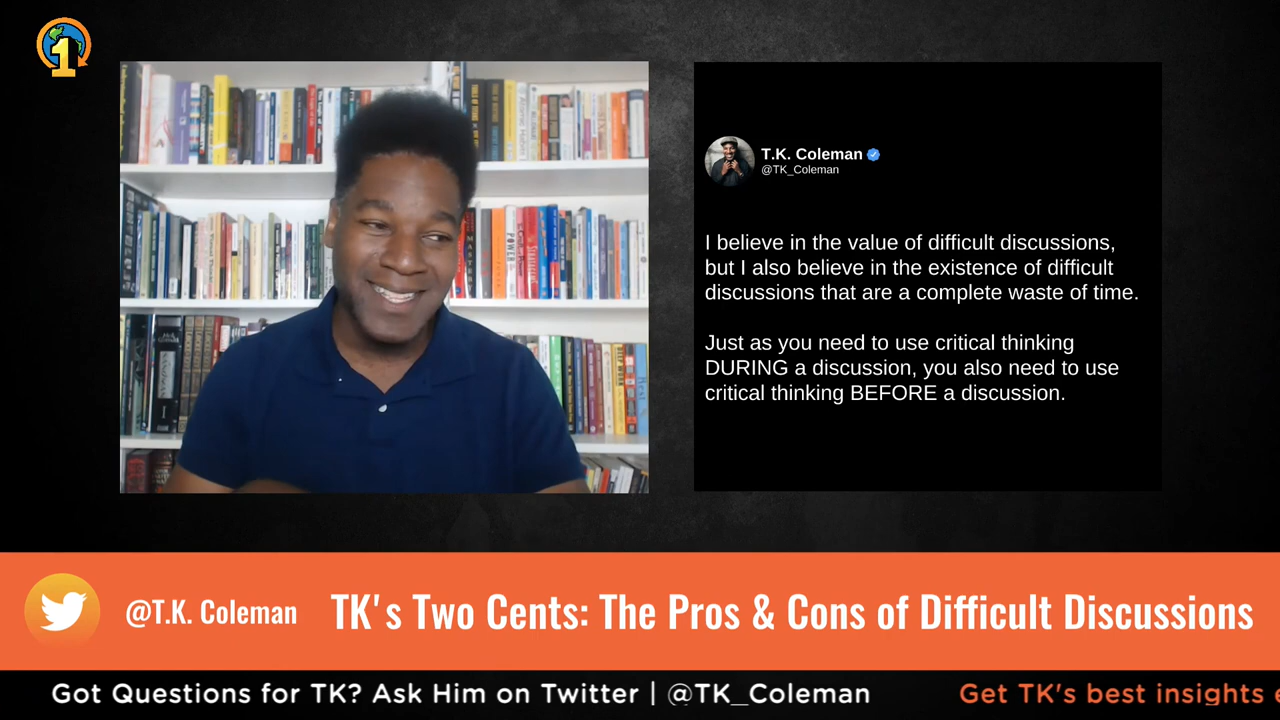 1
T.K. Coleman
@TK_Coleman
I believe in the value of difficult discussions,
but I also believe in the existence of difficult
discussions that are a complete waste of time.
Just as you need to use critical thinking
DURING a discussion, you also need to use
critical thinking BEFORE a discussion.
MASTERY
POWER
@T.K. Coleman
TK's Two Cents: The Pros & Cons of Difficult Discussions
Got Questions for TK? Ask Him on Twitter | @TK_Coleman
Get TK's best insights e